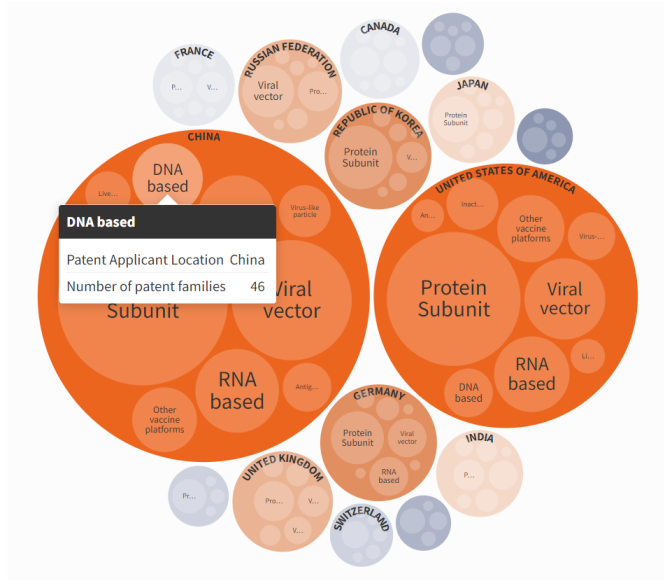 CANADA
FRANCE
P...
V...
RUSSIAN FEDERATION
Viral
vector
Pro...
JAPAN
Protein
Subunit
REPUBLIC OF KOREA
Protein
Subunit
V...
CHINA
DNA
based
Live...
Virus-like
particle
DNA based
Patent Applicant Location China
Number of patent families 46
Subunit
Viral
vector
RNA
based
Antig...
Other
vaccine
platforms
UNITED STATES OF AMERICA
An...
Inact...
Other
vaccine
platforms
Virus-...
Protein
Subunit
Viral
vector
RNA
based
Li...
DNA
based
GERMANY
Protein
Subunit
Viral
vector
RNA
based
INDIA
P...
UNITED KINGDOM
Pro...
V...
V...
Pr...
SWITZERLAND